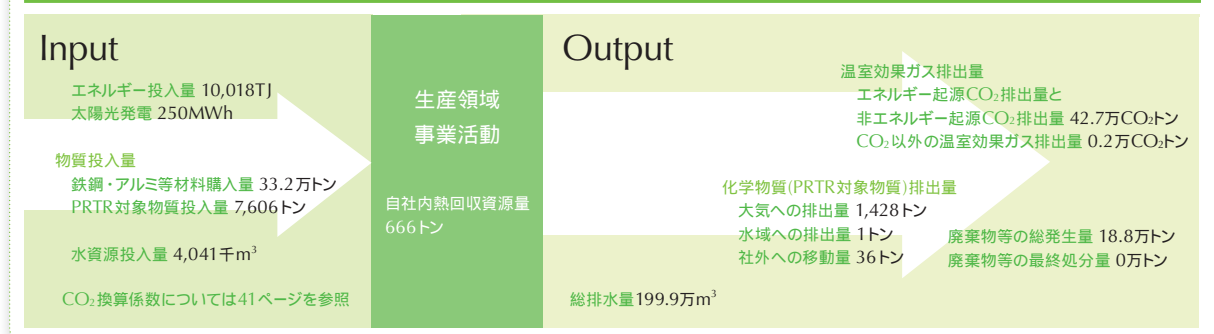 Input
エネルギー投入量 10,018TJ
太陽光発電 250MWh
物質投入量
鉄鋼・アルミ等材料購入量 33.2万トン
PRTR対象物質投入量 7,606トン
水資源投入量 4,041千m³
CO₂換算係数については41ページを参照
生産領域
事業活動
自社内熱回収資源量
666トン
Output
温室効果ガス排出量
エネルギー起源CO₂排出量と
非エネルギー起源CO₂排出量 42.7万CO₂トン
CO₂以外の温室効果ガス排出量 0.2万CO₂トン
化学物質(PRTR対象物質)排出量
大気への排出量 1,428トン
水域への排出量 1トン
社外への移動量 36トン
廃棄物等の総発生量 18.8万トン
廃棄物等の最終処分量 0万トン
総排水量199.9万m³